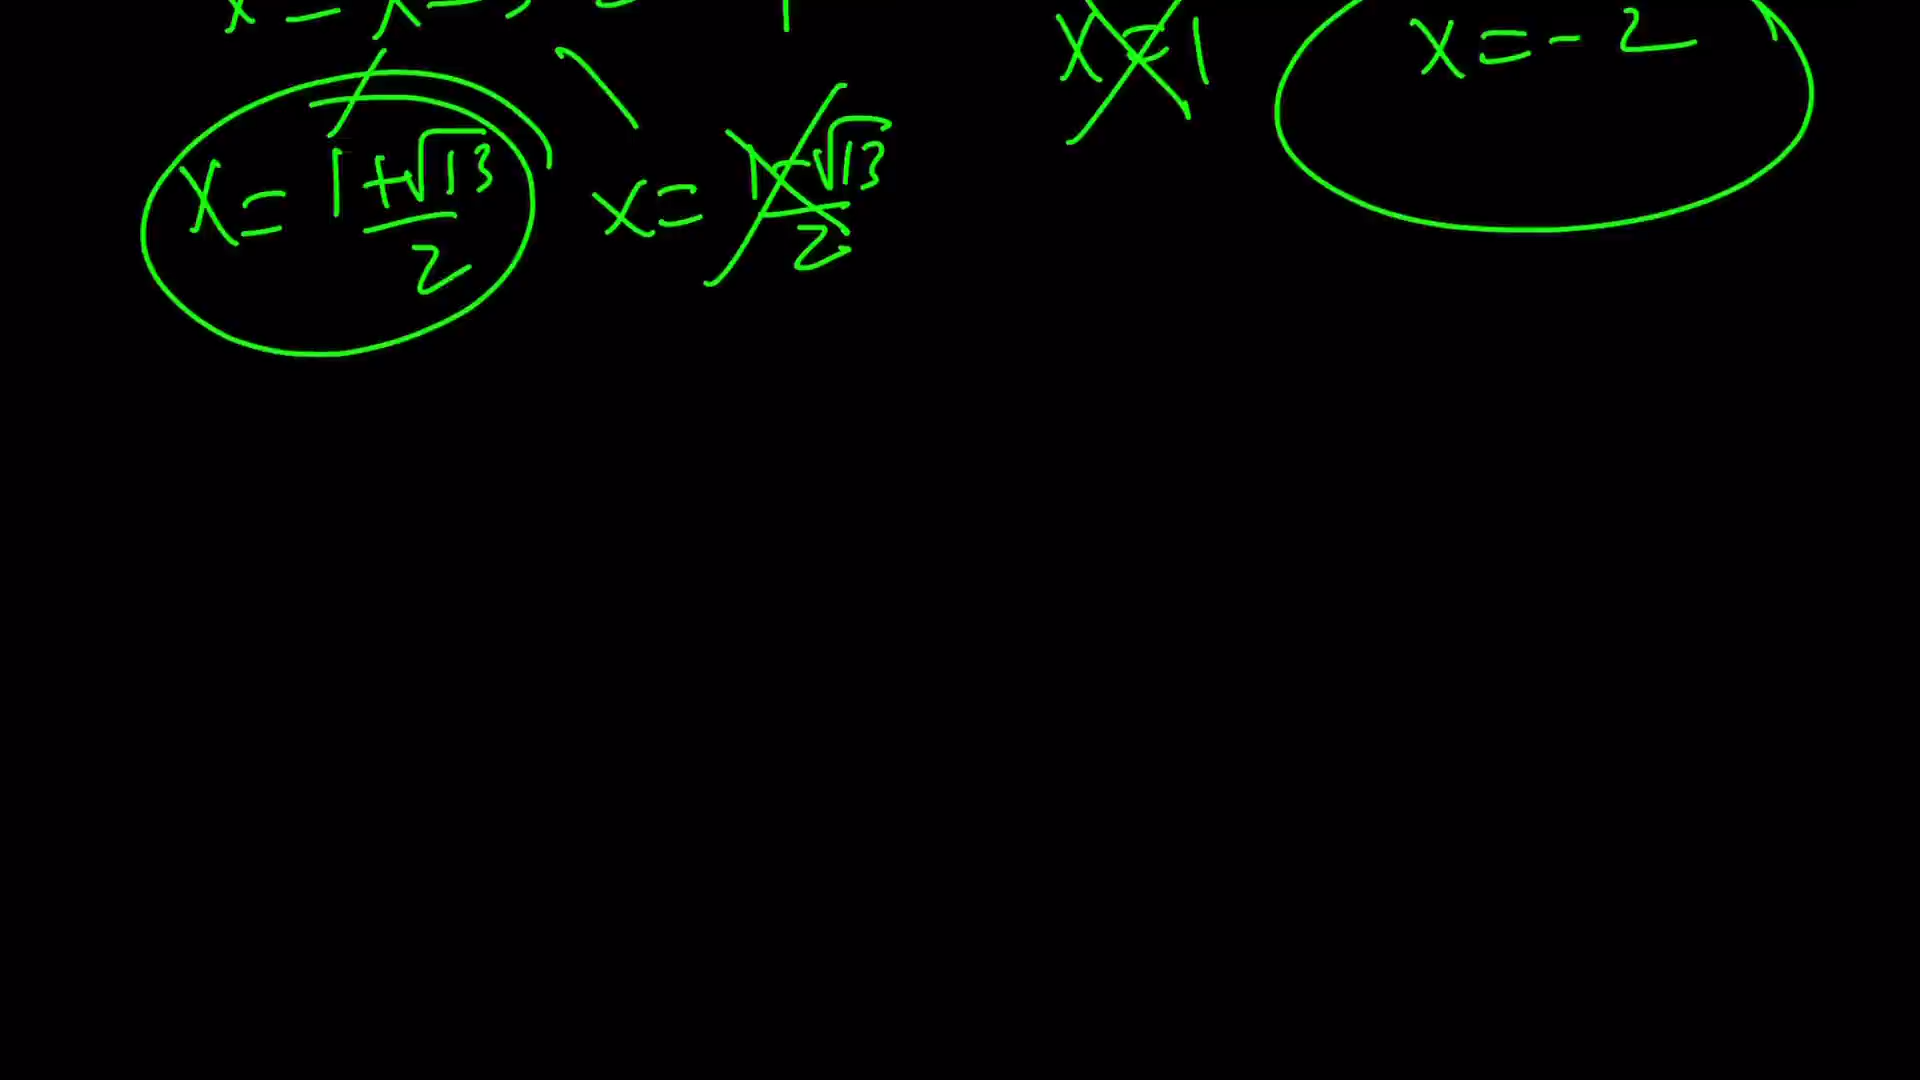 x = 1+√13 / 2
x = 1-√13 / 2
x = 1
x = - 2